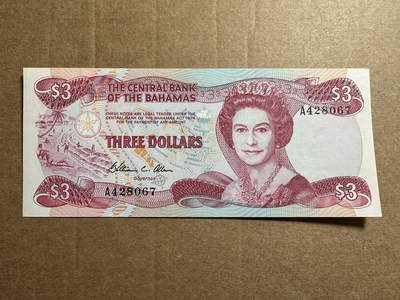 $3
THE CENTRAL BANK
OF THE BAHAMAS
$3
THESE NOTES ARE LEGAL TENDER UNDER THE
CENTRAL BANK OF THE BAHAMAS ACT 1974
FOR THE PAYMENT OF ANY AMOUNT
A428067
THREE DOLLARS
A428067
Governor
$3
$3